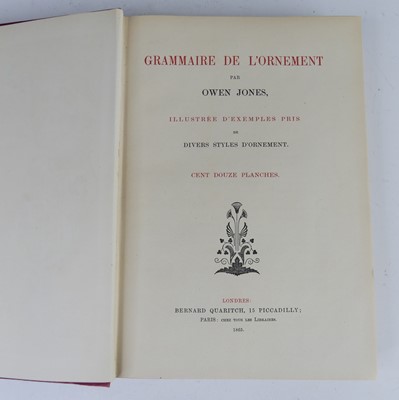 GRAMMAIRE DE L'ORNEMENT
PAR
OWEN JONES,
ILLUSTRÉE D'EXEMPLES PRIS
DE
DIVERS STYLES D'ORNEMENT.
CENT DOUZE PLANCHES.
LONDRES:
BERNARD QUARITCH, 15 PICCADILLY;
PARIS: CHEZ TOUS LES LIBRAIRES.